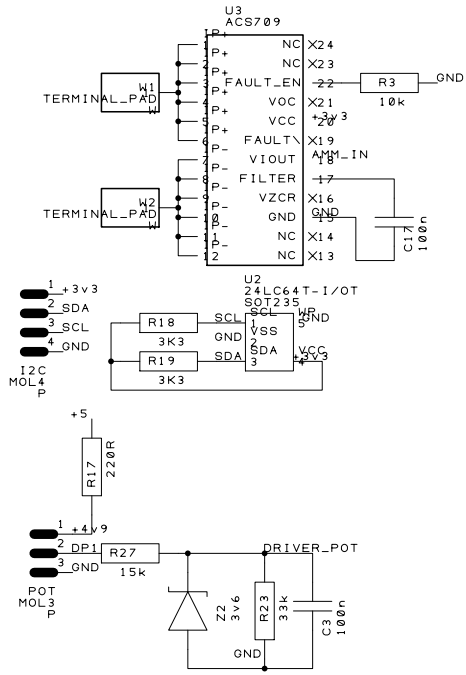 U3
ACS709
IP+
1
IP+
2
IP+
3
IP+
4
IP+
5
IP+
6
IP-
7
IP-
8
IP-
9
IP-
10
IP-
11
IP-
12
NC 24
NC 23
FAULT_EN 22
VOC 21
VCC 20
+3v3
FAULT\ 19
VIOUT 18
AMM_IN
FILTER 17
VZCR 16
GND 15
GND
NC 14
NC 13
R3
10k
GND
C17
100n
W1
TERMINAL_PAD
W
W2
TERMINAL_PAD
W
1 +3v3
2 SDA
3 SCL
4 GND
I2C
MOL4
P
U2
24LC64T-I/OT
SOT235
R18
3K3
R19
3K3
SCL
GND
SDA
SCL
1
VSS
2
SDA
3
WP
5
GND
VCC
4
+3v3
+5
R17
220R
1 +4v9
2 DP1
3 GND
POT
MOL3
P
R27
15k
DRIVER_POT
Z2
3v6
R23
33k
C3
100n
GND